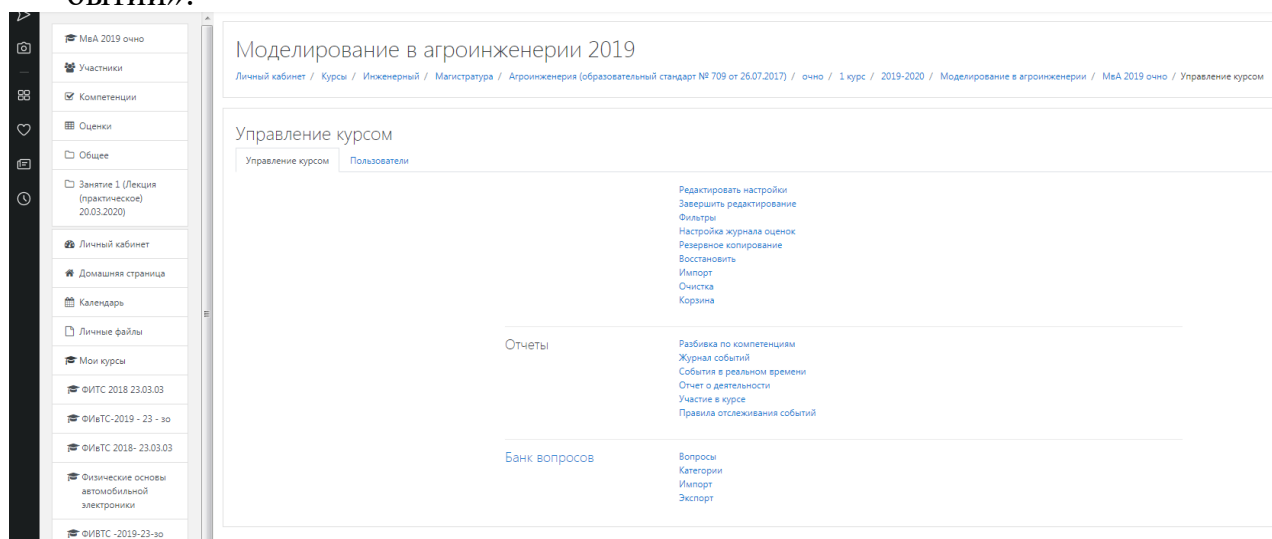 бытий».
МвА 2019 очно
Участники
Компетенции
Оценки
Общее
Занятие 1 (Лекция
(практическое)
20.03.2020)
Личный кабинет
Домашняя страница
Календарь
Личные файлы
Мои курсы
ФИТС 2018 23.03.03
ФИвТС-2019 - 23 - зо
ФИвТС 2018- 23.03.03
Физические основы
автомобильной
электроники
ФИВТС -2019-23-зо
Моделирование в агроинженерии 2019
Личный кабинет / Курсы / Инженерный / Магистратура / Агроинженерия (образовательный стандарт № 709 от 26.07.2017) / очно / 1 курс / 2019-2020 / Моделирование в агроинженерии / МвА 2019 очно / Управление курсом
Управление курсом
Управление курсом Пользователи
Редактировать настройки
Завершить редактирование
Фильтры
Настройка журнала оценок
Резервное копирование
Восстановить
Импорт
Очистка
Корзина
Отчеты
Разбивка по компетенциям
Журнал событий
События в реальном времени
Отчет о деятельности
Участие в курсе
Правила отслеживания событий
Банк вопросов
Вопросы
Категории
Импорт
Экспорт